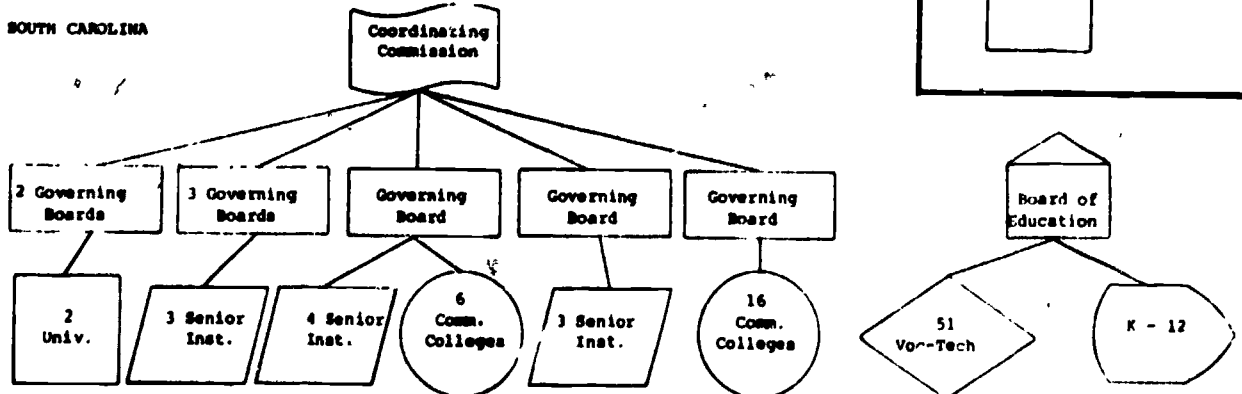 SOUTH CAROLINA
Coordinating
Commission
2 Governing
Boards
3 Governing
Boards
Governing
Board
Governing
Board
Governing
Board
Board of
Education
2
Univ.
3 Senior
Inst.
4 Senior
Inst.
6
Comm.
Colleges
3 Senior
Inst.
16
Comm.
Colleges
51
Voc-Tech
K - 12